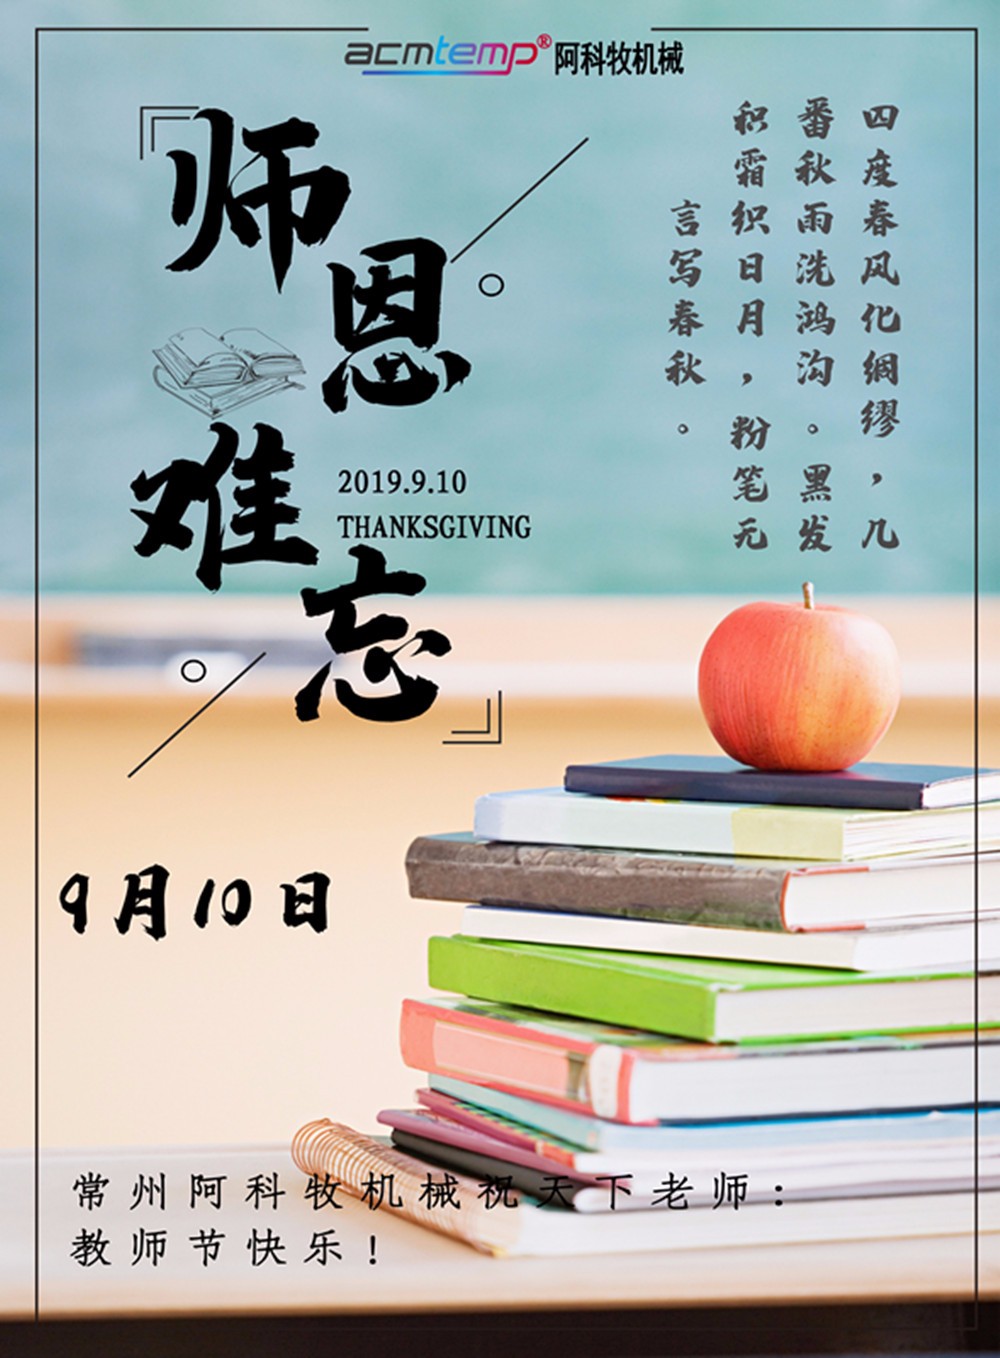 acmtemp®阿科牧机械
师
恩
难
忘
2019.9.10
THANKSGIVING
四度春风化绸缪，几
番秋雨洗鸿沟。黑发
积霜织日月，粉笔无
言写春秋。
9月10日
常州阿科牧机械祝天下老师：
教师节快乐！